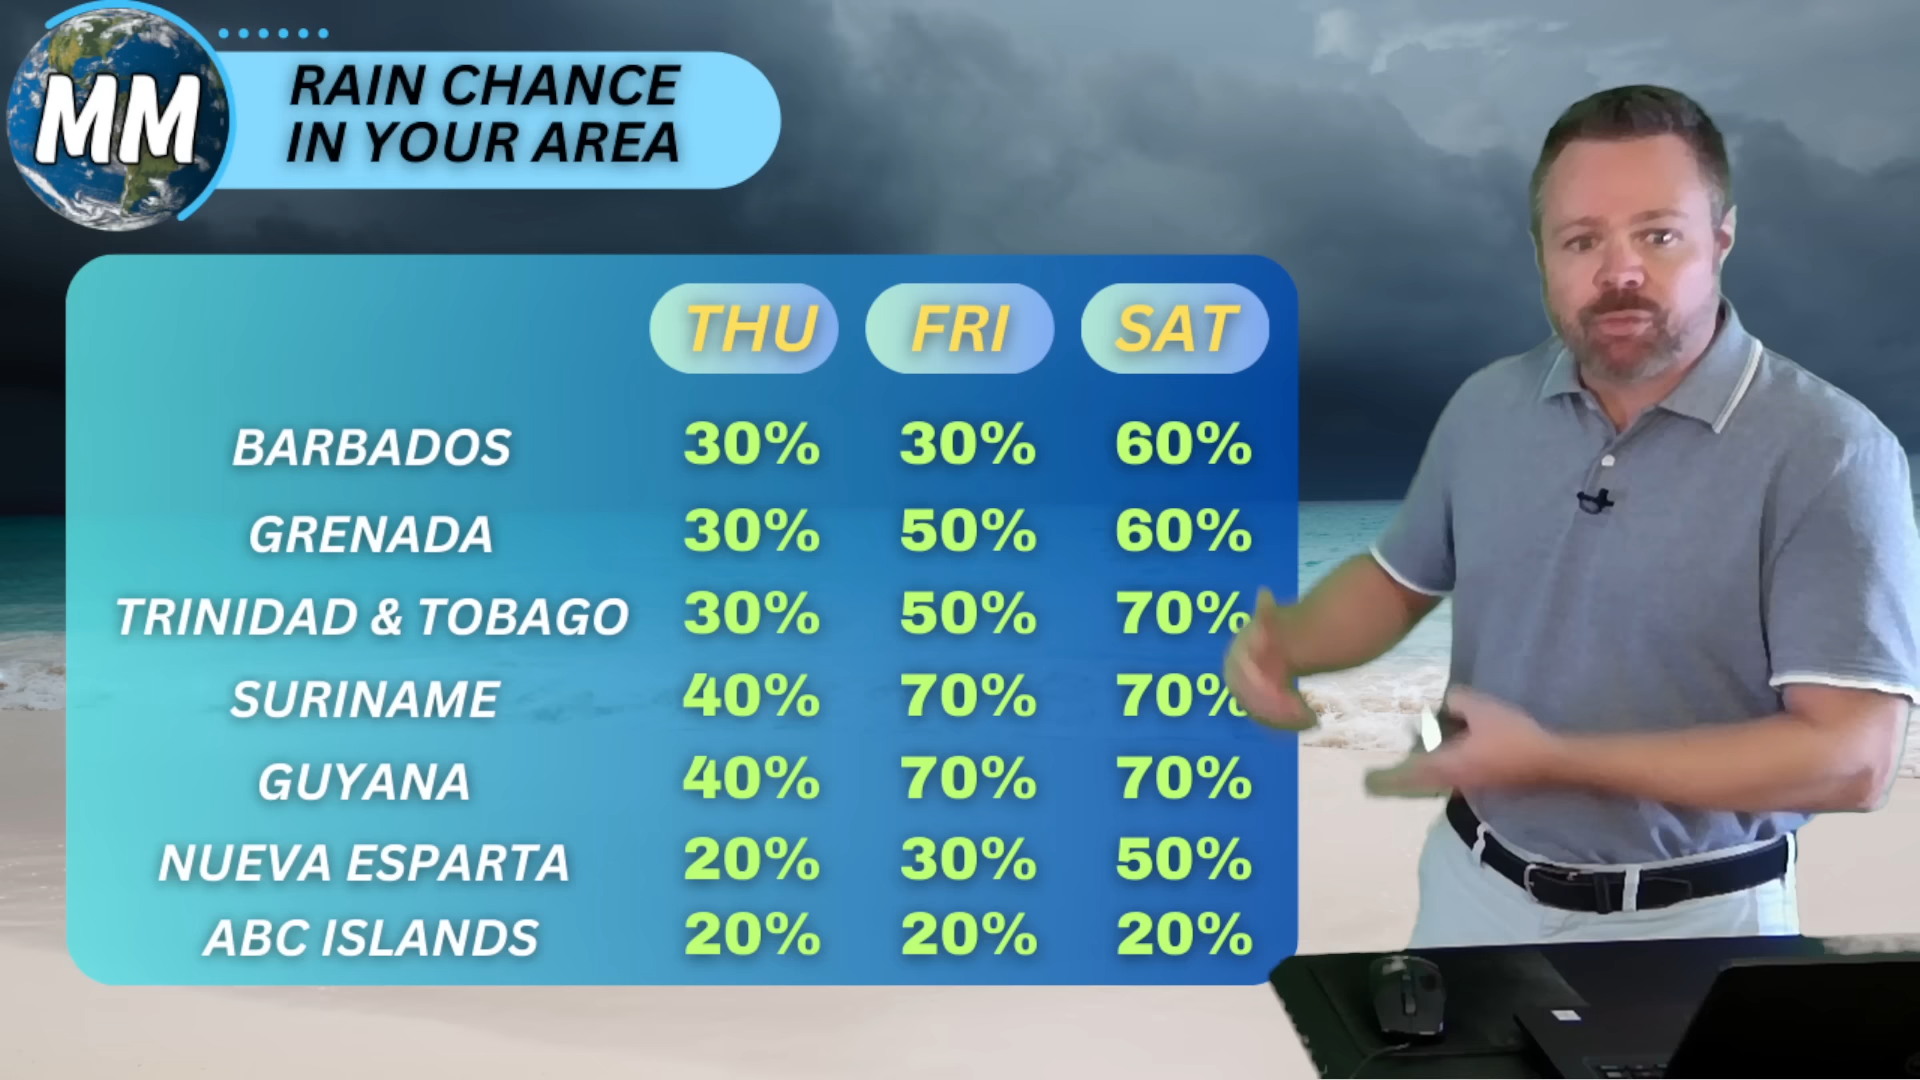 MM
RAIN CHANCE
IN YOUR AREA
THU FRI SAT
BARBADOS 30% 30% 60%
GRENADA 30% 50% 60%
TRINIDAD & TOBAGO 30% 50% 70%
SURINAME 40% 70% 70%
GUYANA 40% 70% 70%
NUEVA ESPARTA 20% 30% 50%
ABC ISLANDS 20% 20% 20%